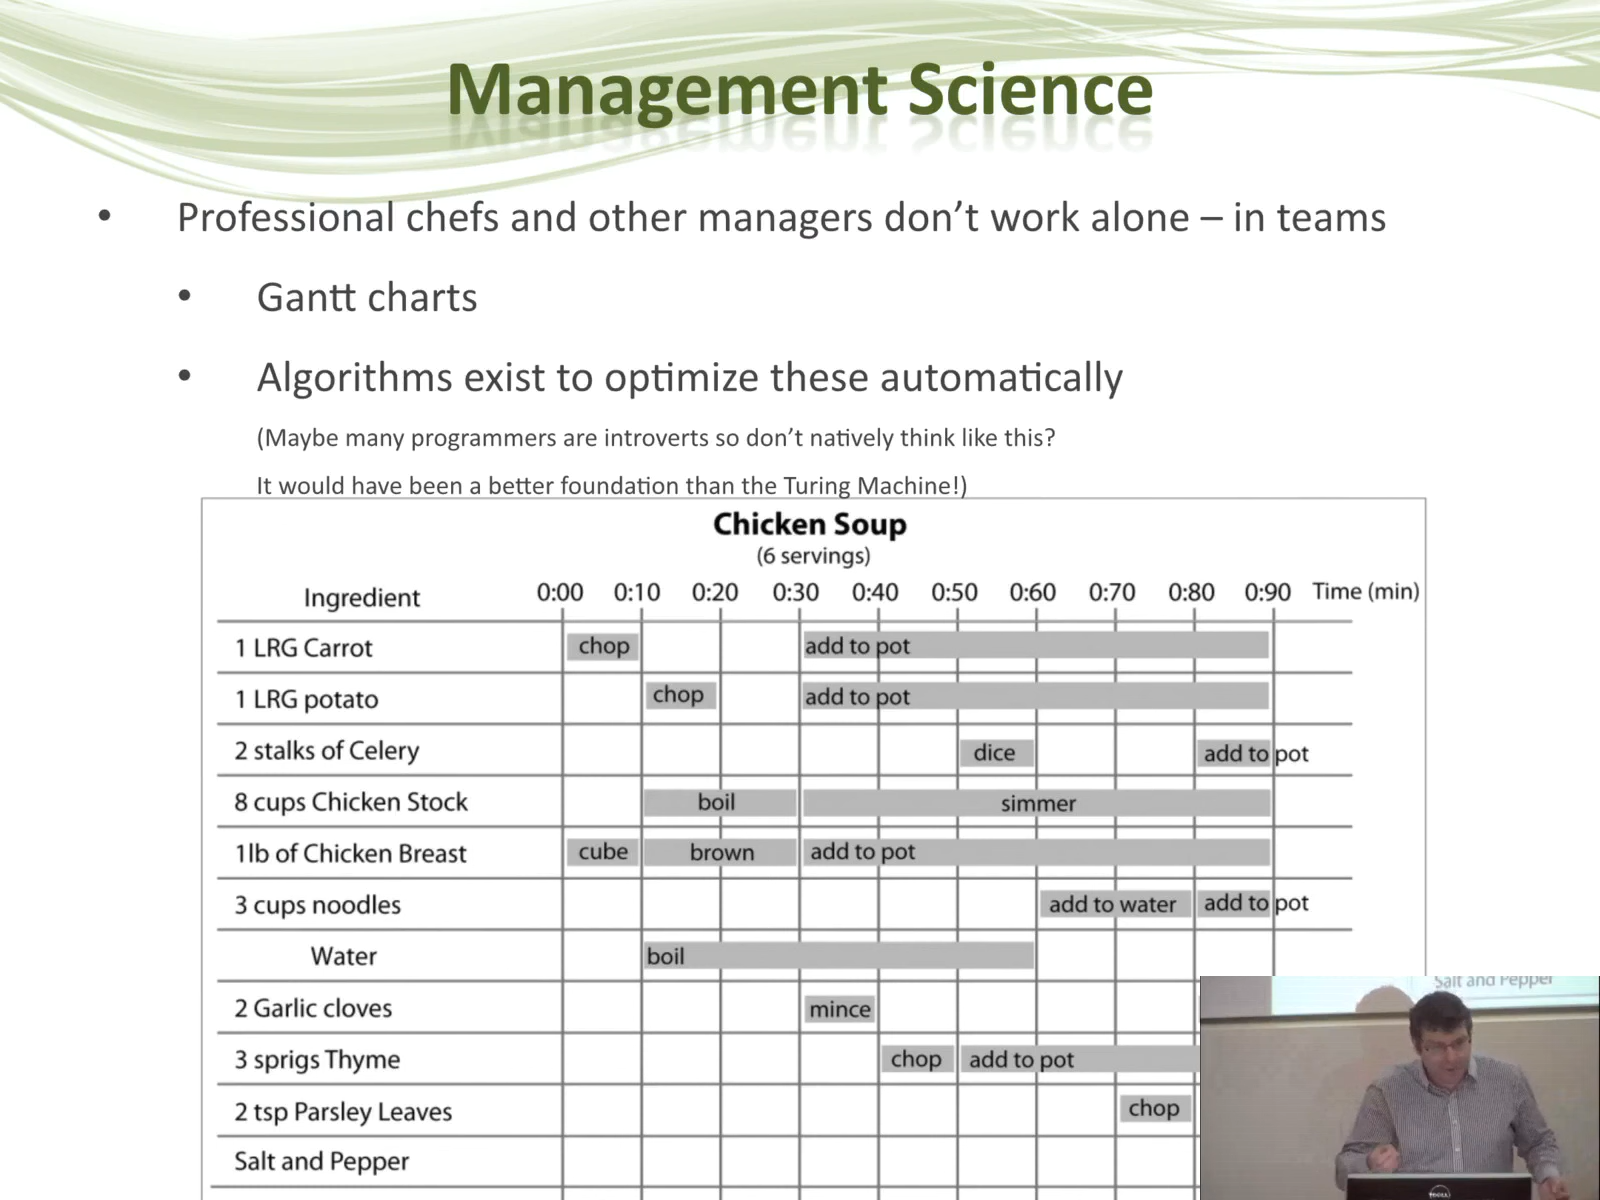 Management Science
• Professional chefs and other managers don’t work alone – in teams
• Gantt charts
• Algorithms exist to optimize these automatically
(Maybe many programmers are introverts so don’t natively think like this?
It would have been a better foundation than the Turing Machine!)
Chicken Soup
(6 servings)
Ingredient 0:00 0:10 0:20 0:30 0:40 0:50 0:60 0:70 0:80 0:90 Time (min)
1 LRG Carrot chop add to pot
1 LRG potato chop add to pot
2 stalks of Celery dice add to pot
8 cups Chicken Stock boil simmer
1lb of Chicken Breast cube brown add to pot
3 cups noodles add to water add to pot
Water boil
2 Garlic cloves mince
3 sprigs Thyme chop add to pot
2 tsp Parsley Leaves chop
Salt and Pepper
Salt and Pepper
DELL